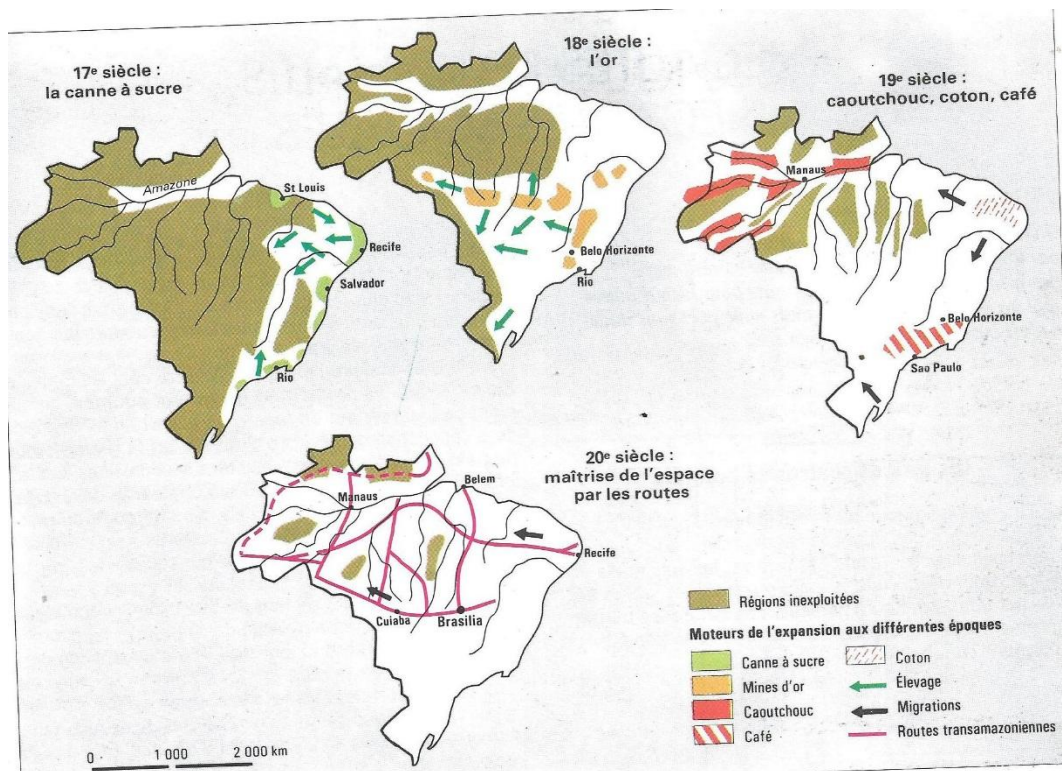 17e siècle :
la canne à sucre
Amazone
St Louis
Recife
Salvador
Rio
18e siècle :
l'or
Belo Horizonte
Rio
19e siècle :
caoutchouc, coton, café
Manaus
Belo Horizonte
Sao Paulo
20e siècle :
maîtrise de l'espace
par les routes
Belem
Manaus
Recife
Cuiaba
Brasilia
0 1 000 2 000 km
Régions inexploitées
Moteurs de l'expansion aux différentes époques
Canne à sucre
Mines d'or
Caoutchouc
Café
Coton
Élevage
Migrations
Routes transamazoniennes